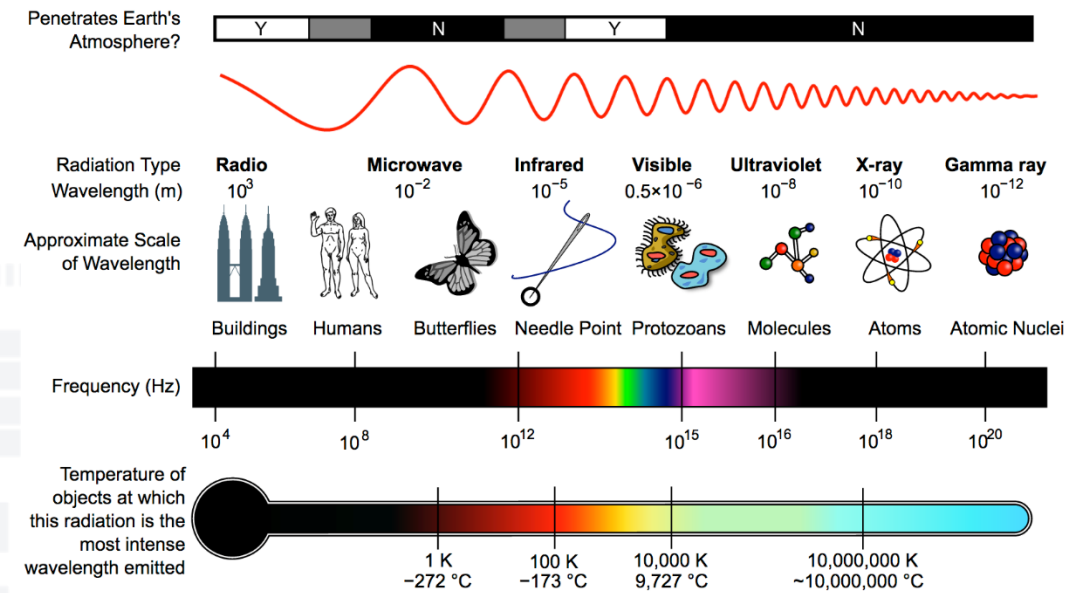 Penetrates Earth's
Atmosphere?
Y N Y N
Radiation Type
Radio Microwave Infrared Visible Ultraviolet X-ray Gamma ray
Wavelength (m)
10³ 10⁻² 10⁻⁵ 0.5×10⁻⁶ 10⁻⁸ 10⁻¹⁰ 10⁻¹²
Approximate Scale
of Wavelength
Buildings Humans Butterflies Needle Point Protozoans Molecules Atoms Atomic Nuclei
Frequency (Hz)
10⁴ 10⁸ 10¹² 10¹⁵ 10¹⁶ 10¹⁸ 10²⁰
Temperature of
objects at which
this radiation is the
most intense
wavelength emitted
1 K 100 K 10,000 K 10,000,000 K
−272 °C −173 °C 9,727 °C ~10,000,000 °C